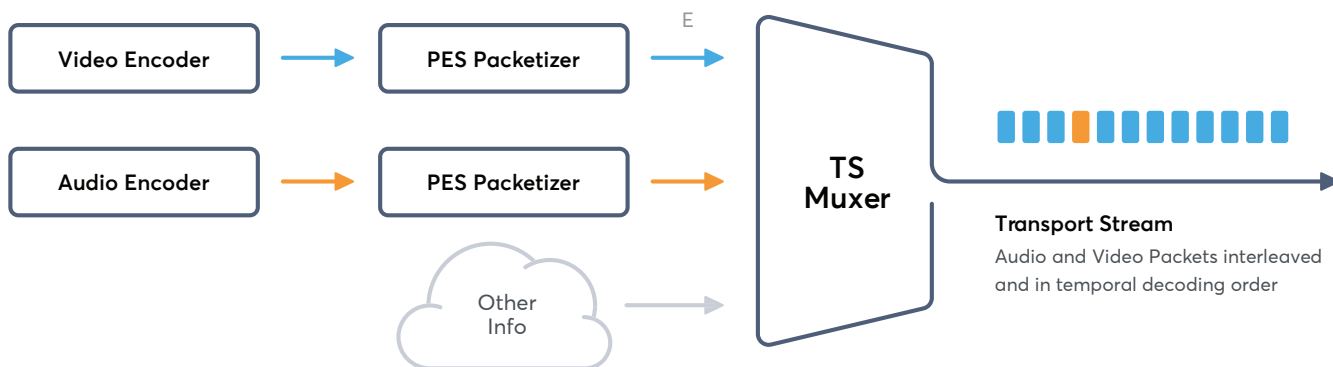 E
Video Encoder
PES Packetizer
Audio Encoder
PES Packetizer
TS
Muxer
Other
Info
Transport Stream
Audio and Video Packets interleaved
and in temporal decoding order